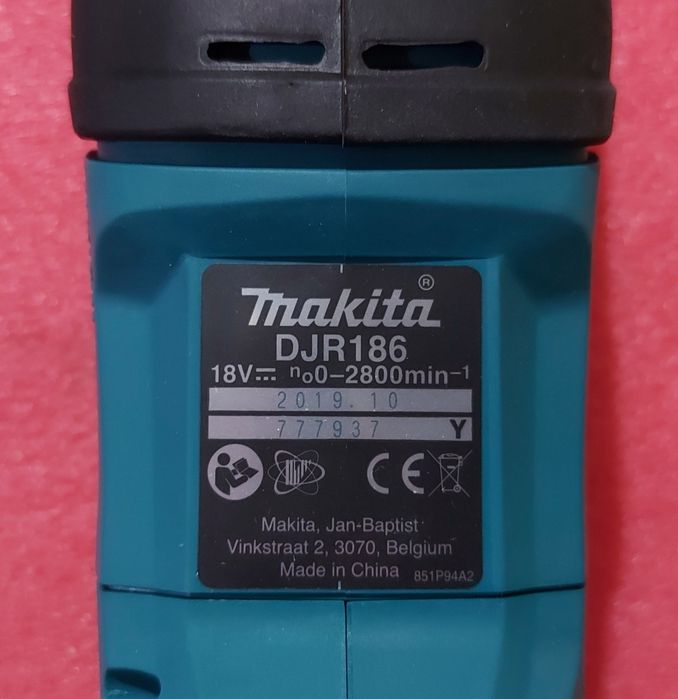 makita®
DJR186
18V⎓ n₀0–2800min⁻¹
2019.10
777937 Y
CE
Makita, Jan-Baptist
Vinkstraat 2, 3070, Belgium
Made in China 851P94A2